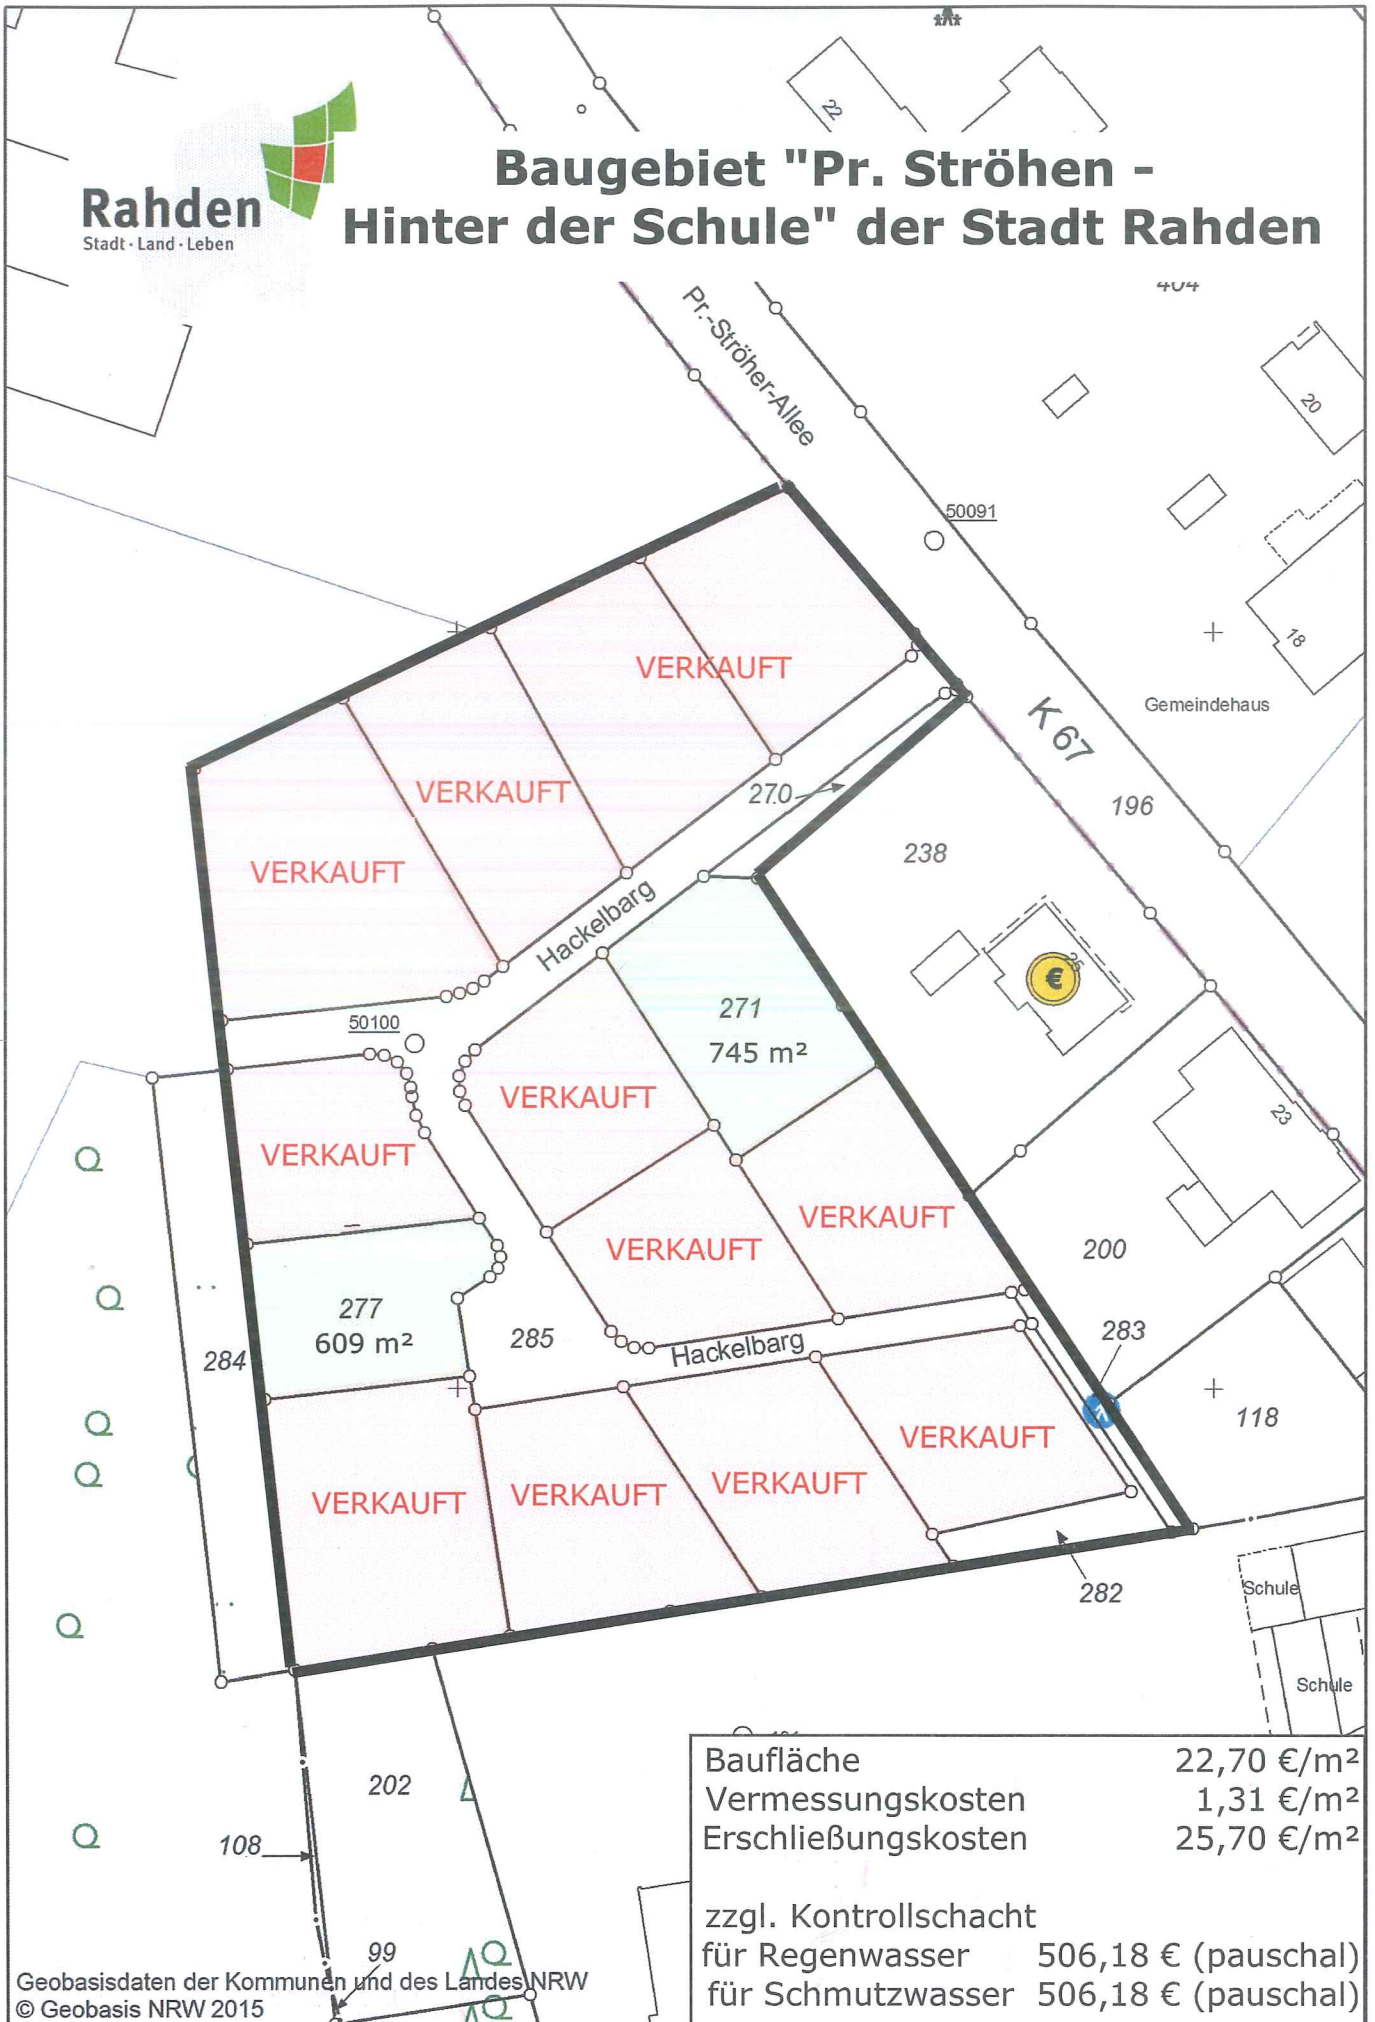 22
Rahden
Stadt · Land · Leben
Baugebiet "Pr. Ströhen -
Hinter der Schule" der Stadt Rahden
404
Pr.-Ströher-Allee
20
50091
18
Gemeindehaus
K 67
VERKAUFT
VERKAUFT
270
196
VERKAUFT
238
Hackelbarg
25
€
271
745 m²
50100
VERKAUFT
23
VERKAUFT
VERKAUFT
VERKAUFT
200
277
609 m²
285
283
284
Hackelbarg
118
VERKAUFT
VERKAUFT
VERKAUFT
VERKAUFT
282
Schule
Schule
202
108
99
Baufläche 22,70 €/m²
Vermessungskosten 1,31 €/m²
Erschließungskosten 25,70 €/m²
zzgl. Kontrollschacht
für Regenwasser 506,18 € (pauschal)
für Schmutzwasser 506,18 € (pauschal)
Geobasisdaten der Kommunen und des Landes NRW
© Geobasis NRW 2015